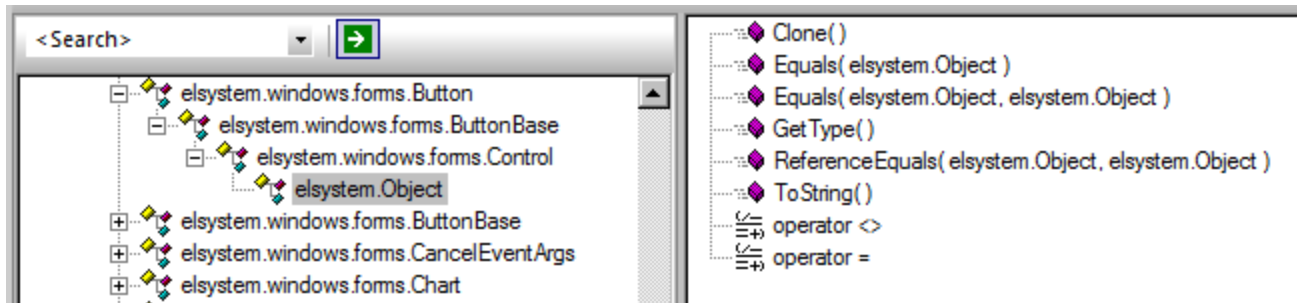 <Search>
elsystem.windows.forms.Button
elsystem.windows.forms.ButtonBase
elsystem.windows.forms.Control
elsystem.Object
elsystem.windows.forms.ButtonBase
elsystem.windows.forms.CancelEventArgs
elsystem.windows.forms.Chart
Clone( )
Equals( elsystem.Object )
Equals( elsystem.Object, elsystem.Object )
GetType( )
ReferenceEquals( elsystem.Object, elsystem.Object )
ToString( )
operator <>
operator =